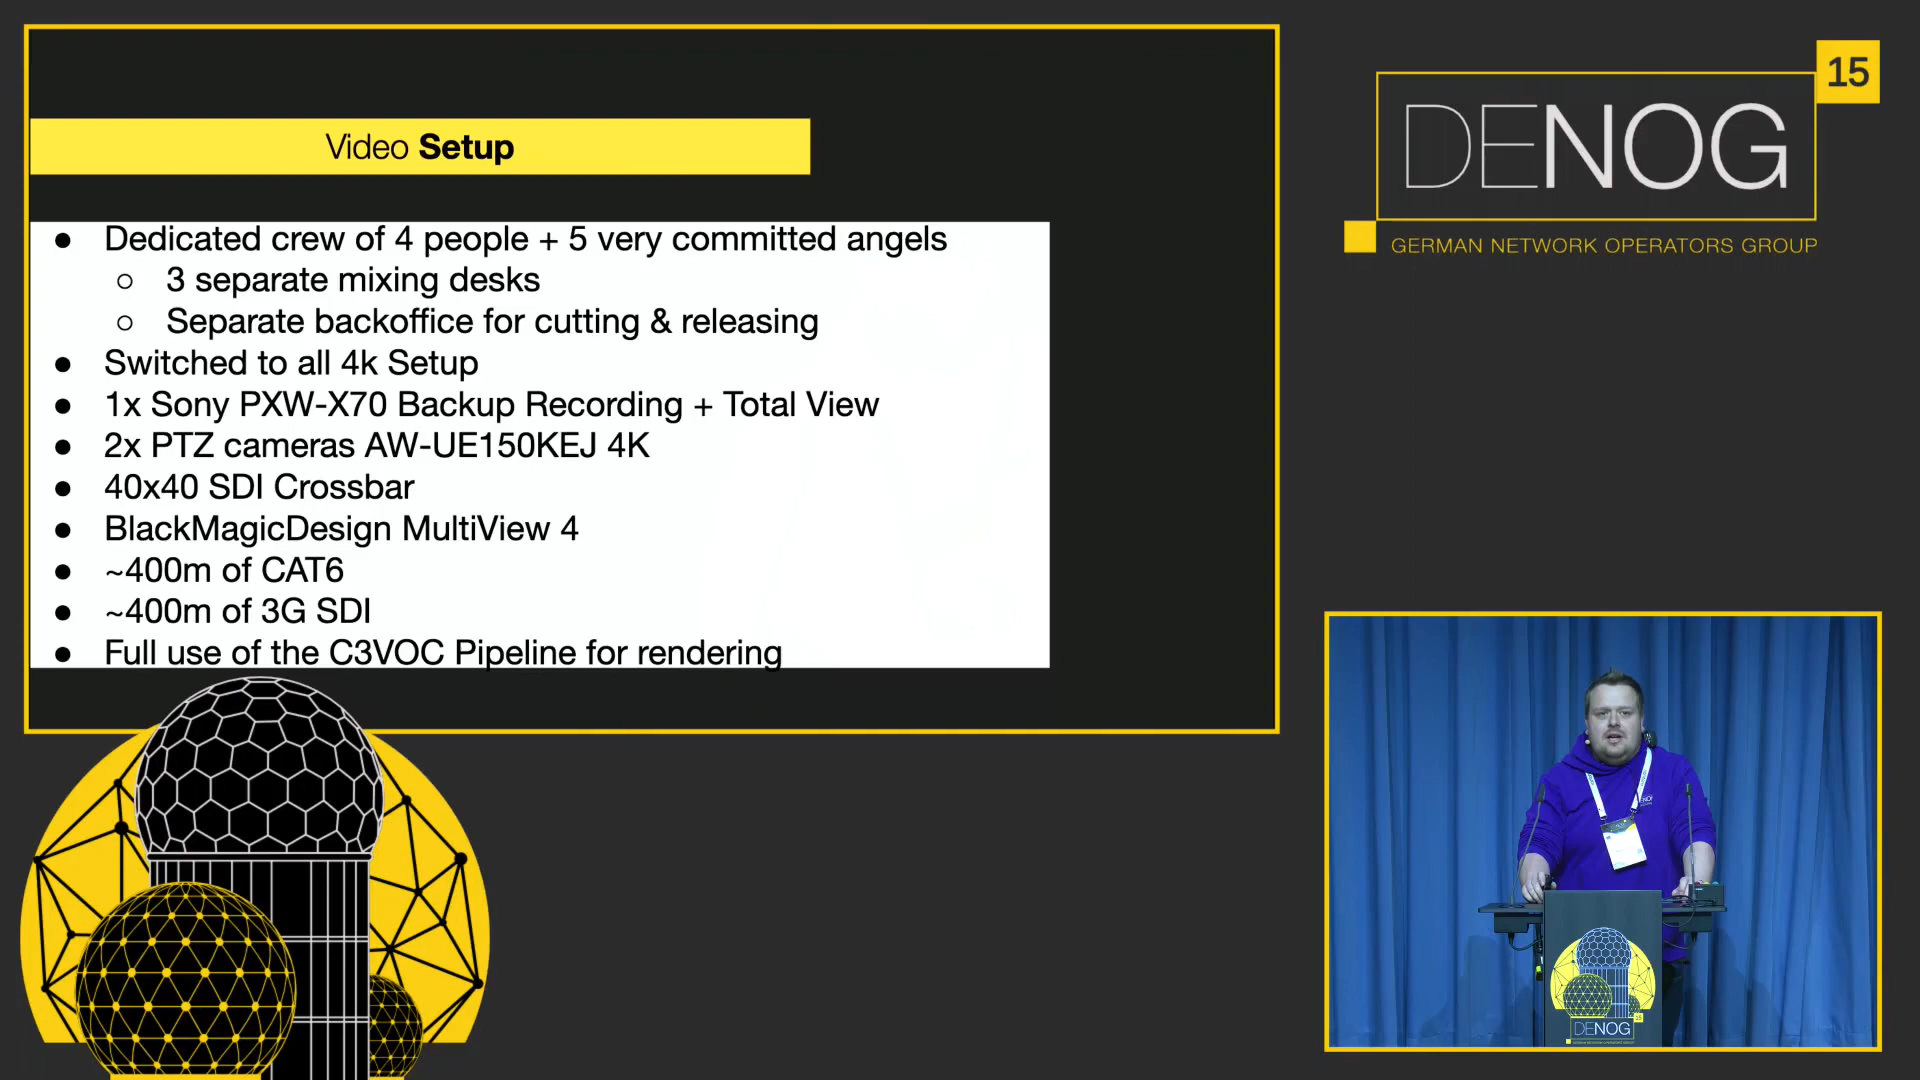 Video Setup
● Dedicated crew of 4 people + 5 very committed angels
○ 3 separate mixing desks
○ Separate backoffice for cutting & releasing
● Switched to all 4k Setup
● 1x Sony PXW-X70 Backup Recording + Total View
● 2x PTZ cameras AW-UE150KEJ 4K
● 40x40 SDI Crossbar
● BlackMagicDesign MultiView 4
● ~400m of CAT6
● ~400m of 3G SDI
● Full use of the C3VOC Pipeline for rendering
15
DENOG
GERMAN NETWORK OPERATORS GROUP
DENOG